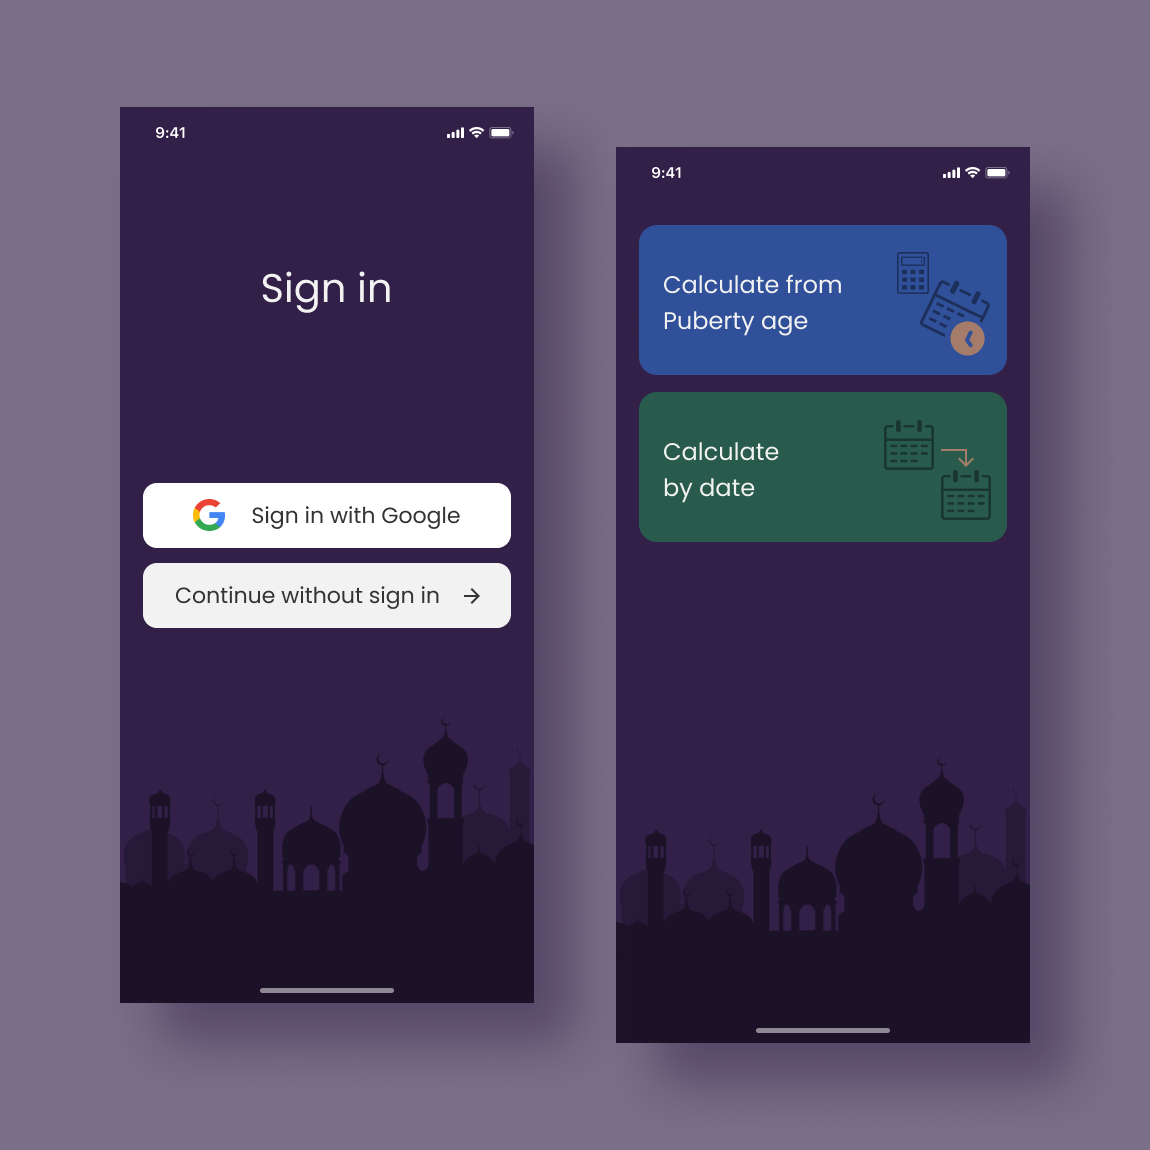 9:41
Sign in
Sign in with Google
Continue without sign in
9:41
Calculate from
Puberty age
Calculate
by date